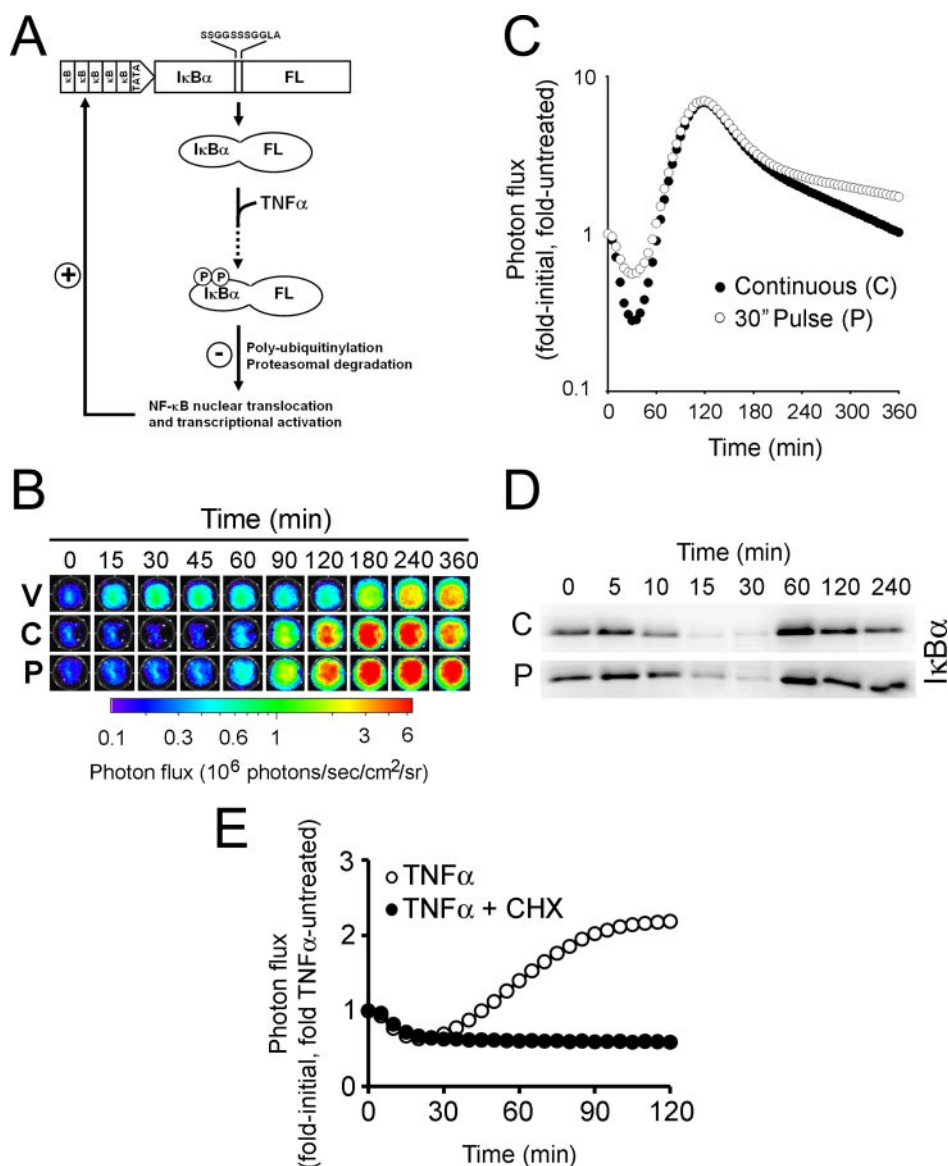 A
SSGGSSSGGLA
κB κB κB κB κB TATA IκBα FL
IκBα FL
TNFα
P P
IκBα FL
+
-
Poly-ubiquitinylation
Proteasomal degradation
NF-κB nuclear translocation
and transcriptional activation
C
Photon flux
(fold-initial, fold-untreated)
10
1
0.1
Continuous (C)
30" Pulse (P)
0 60 120 180 240 300 360
Time (min)
B
Time (min)
0 15 30 45 60 90 120 180 240 360
V
C
P
0.1 0.3 0.6 1 3 6
Photon flux (10⁶ photons/sec/cm²/sr)
D
Time (min)
0 5 10 15 30 60 120 240
C
P
IκBα
E
Photon flux
(fold-initial, fold TNFα-untreated)
3
2
1
0
TNFα
TNFα + CHX
0 30 60 90 120
Time (min)